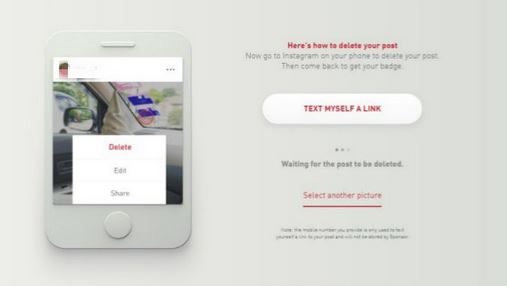 Here's how to delete your post
Now go to Instagram on your phone to delete your post.
Then come back to get your badge.
TEXT MYSELF A LINK
Waiting for the post to be deleted.
Select another picture
Note, the mobile number you provide is only used to text
yourself a link to your post and will not be stored by Sponsor.
Delete
Edit
Share